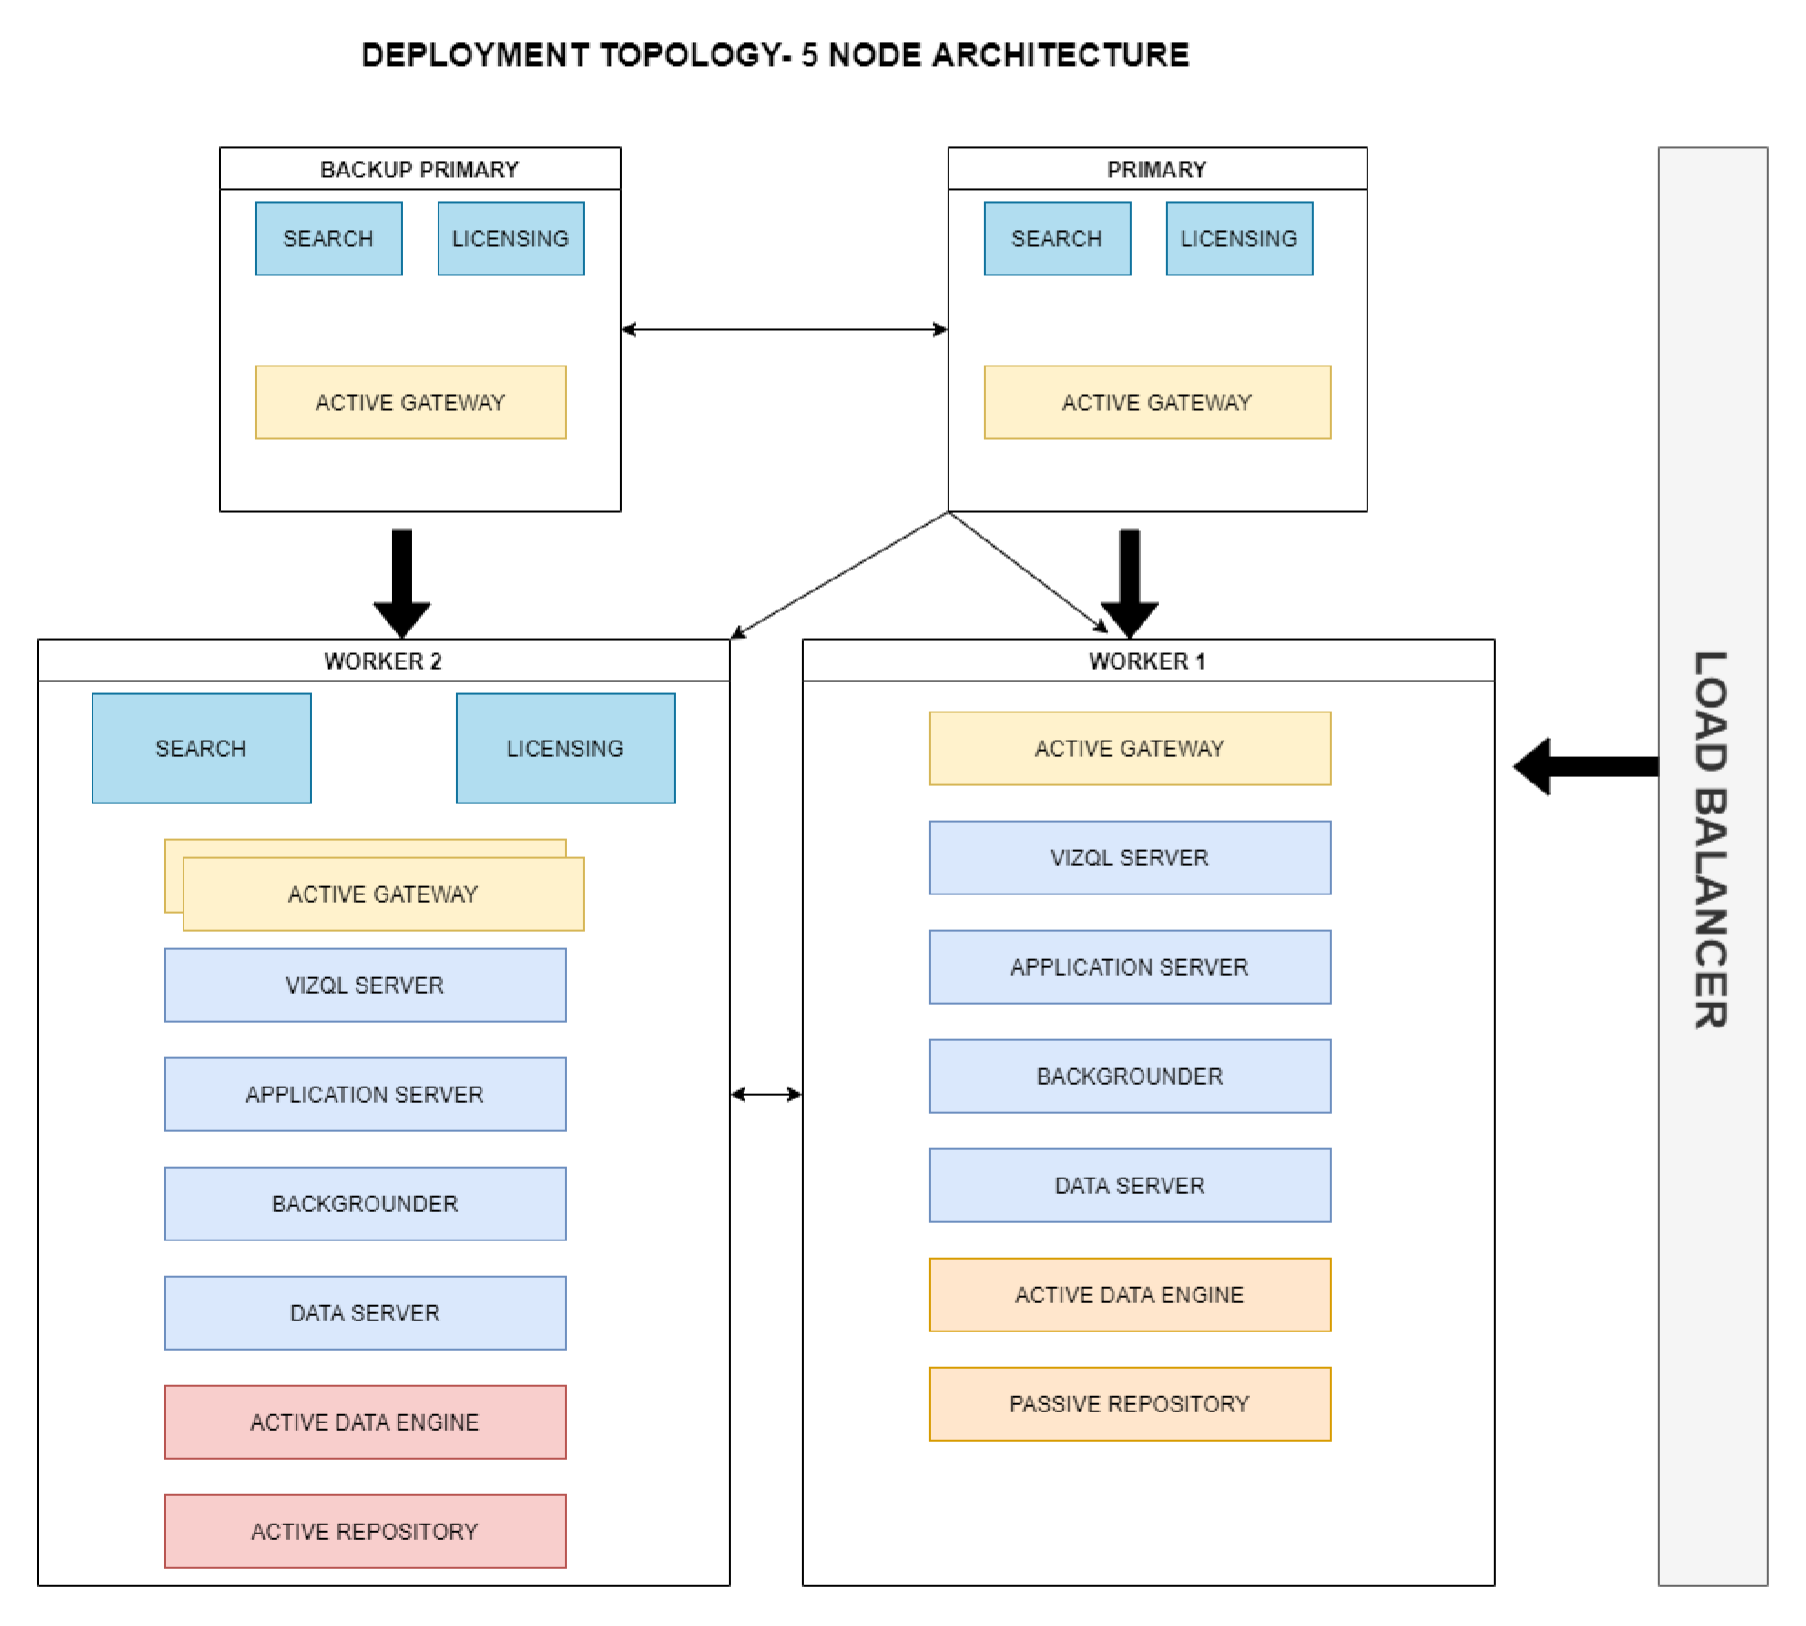 DEPLOYMENT TOPOLOGY- 5 NODE ARCHITECTURE
BACKUP PRIMARY
SEARCH
LICENSING
ACTIVE GATEWAY
PRIMARY
SEARCH
LICENSING
ACTIVE GATEWAY
WORKER 2
SEARCH
LICENSING
ACTIVE GATEWAY
VIZQL SERVER
APPLICATION SERVER
BACKGROUNDER
DATA SERVER
ACTIVE DATA ENGINE
ACTIVE REPOSITORY
WORKER 1
ACTIVE GATEWAY
VIZQL SERVER
APPLICATION SERVER
BACKGROUNDER
DATA SERVER
ACTIVE DATA ENGINE
PASSIVE REPOSITORY
LOAD BALANCER